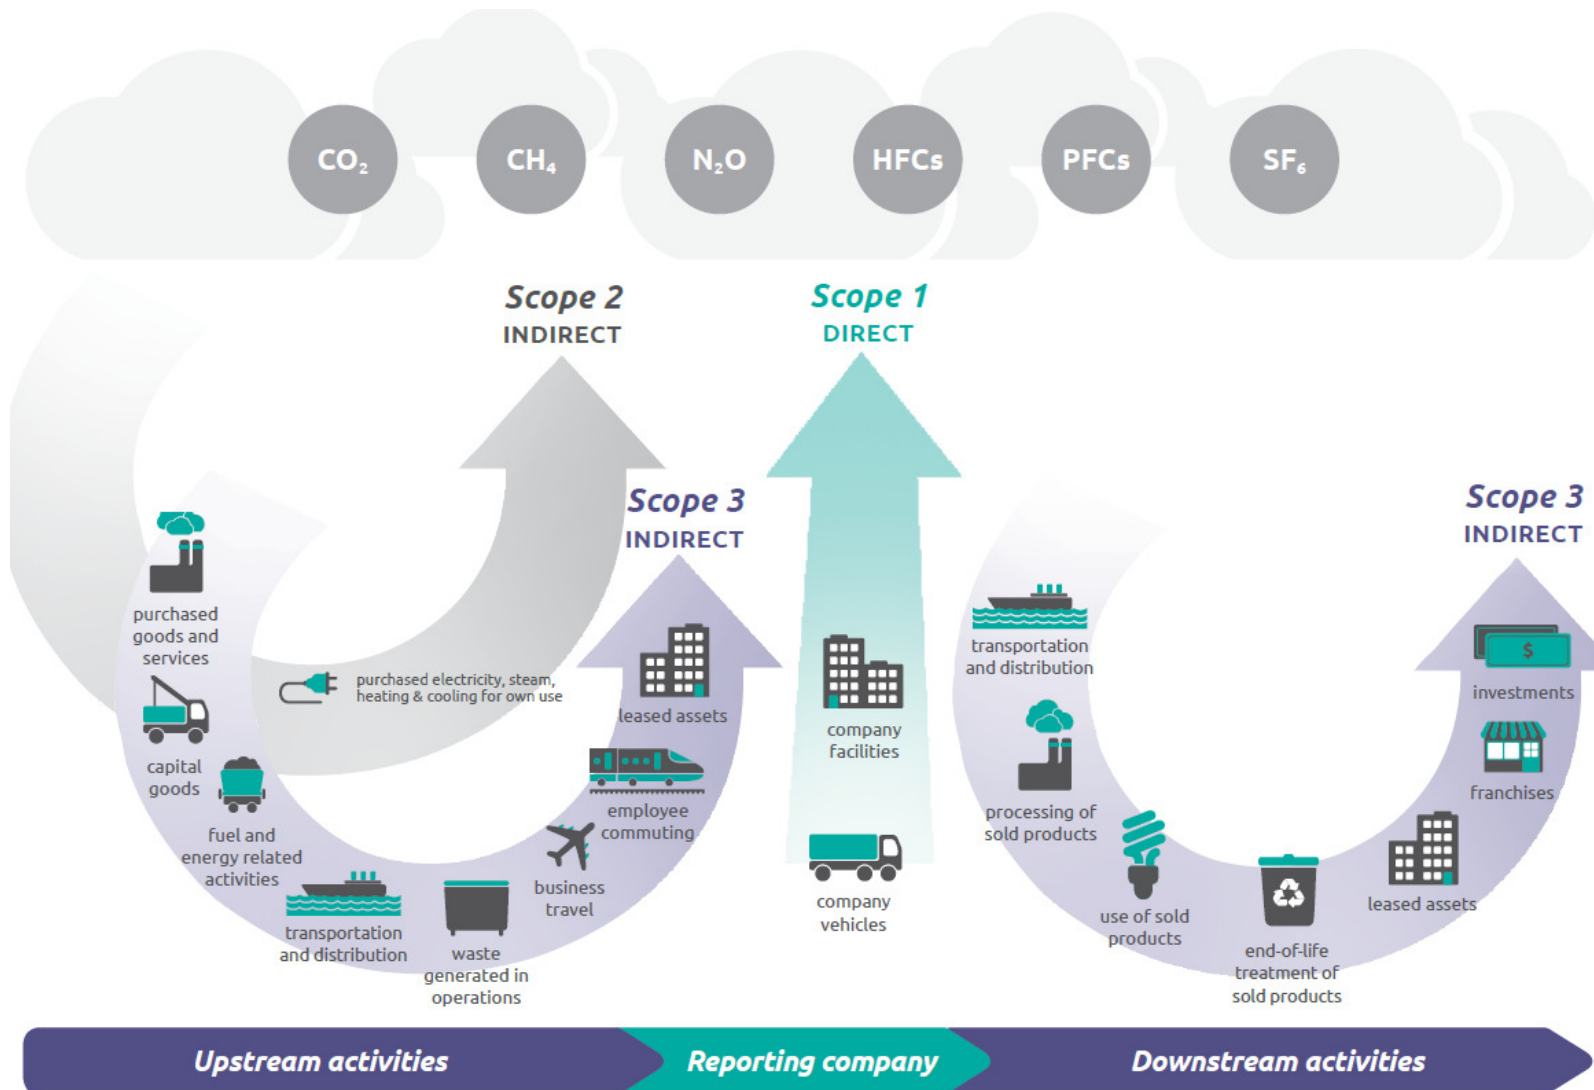 CO₂
CH₄
N₂O
HFCs
PFCs
SF₆
Scope 2
INDIRECT
Scope 1
DIRECT
Scope 3
INDIRECT
Scope 3
INDIRECT
purchased
goods and
services
capital
goods
fuel and
energy related
activities
transportation
and distribution
waste
generated in
operations
business
travel
employee
commuting
leased assets
purchased electricity, steam,
heating & cooling for own use
company
facilities
company
vehicles
transportation
and distribution
processing of
sold products
use of sold
products
end-of-life
treatment of
sold products
leased assets
franchises
$
investments
Upstream activities
Reporting company
Downstream activities